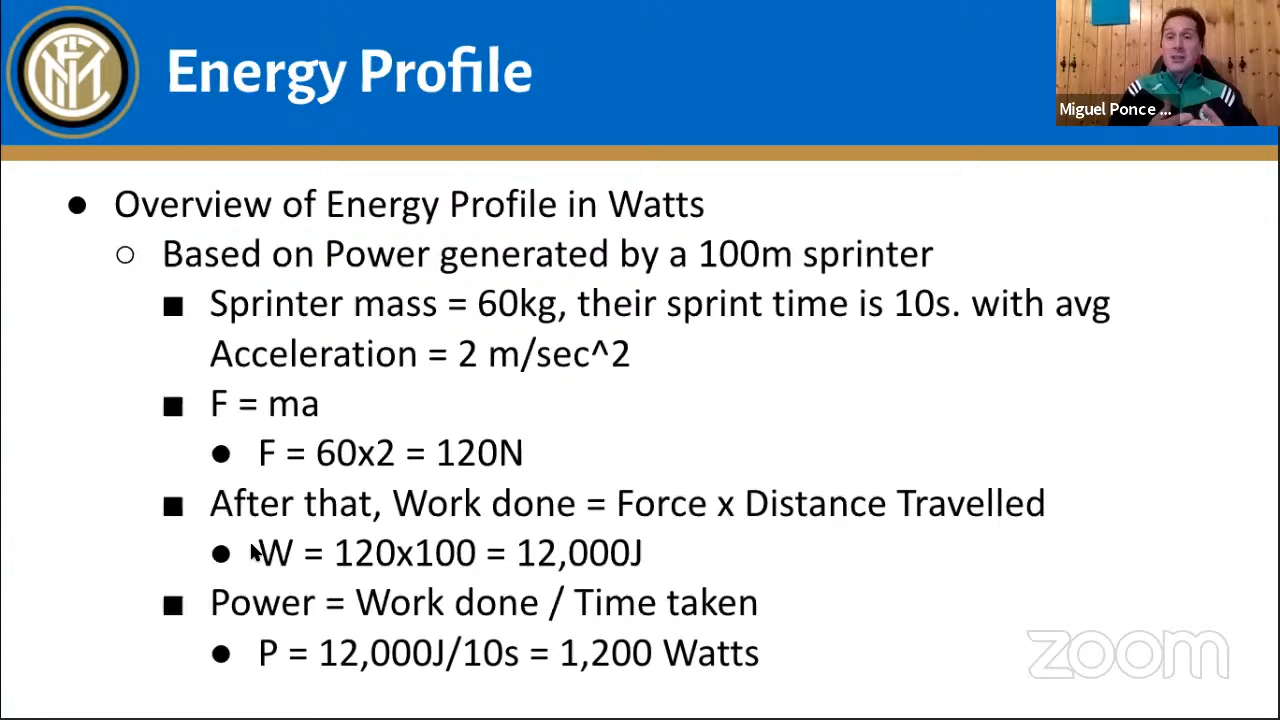 Energy Profile
Miguel Ponce ...
● Overview of Energy Profile in Watts
○ Based on Power generated by a 100m sprinter
■ Sprinter mass = 60kg, their sprint time is 10s. with avg
Acceleration = 2 m/sec^2
■ F = ma
● F = 60x2 = 120N
■ After that, Work done = Force x Distance Travelled
● W = 120x100 = 12,000J
■ Power = Work done / Time taken
● P = 12,000J/10s = 1,200 Watts
zoom